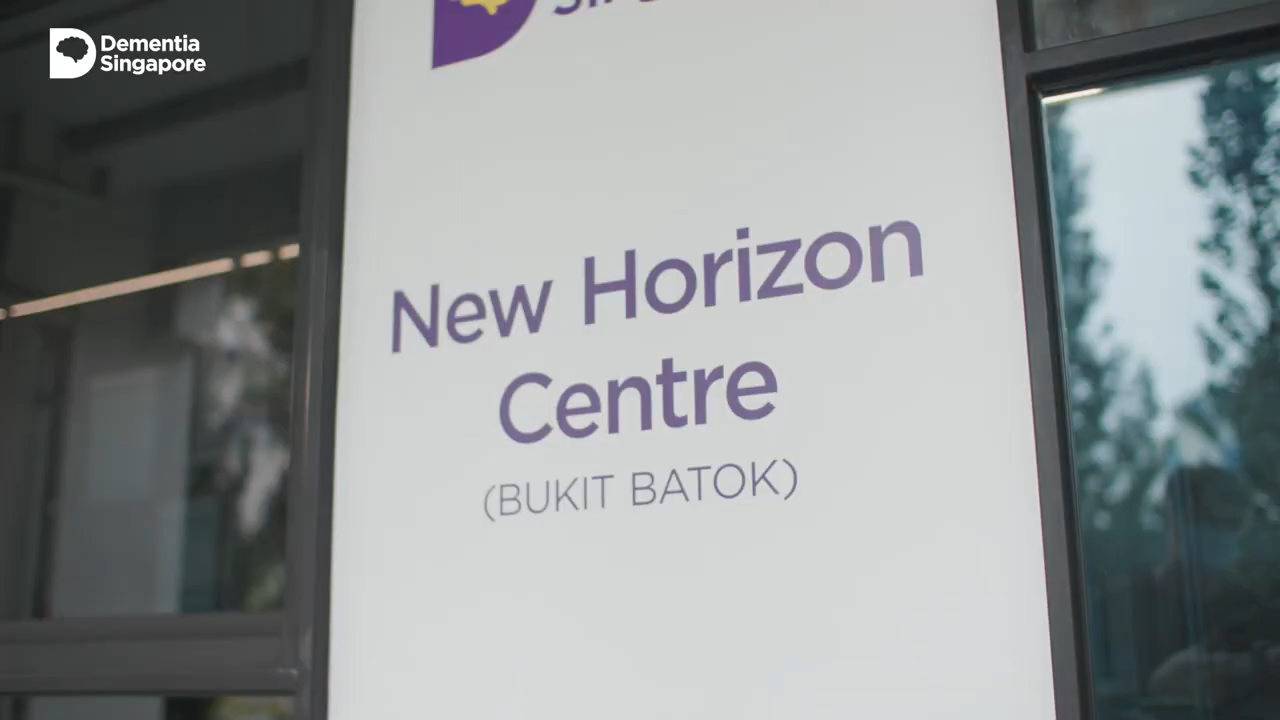 Dementia
Singapore
New Horizon
Centre
(BUKIT BATOK)